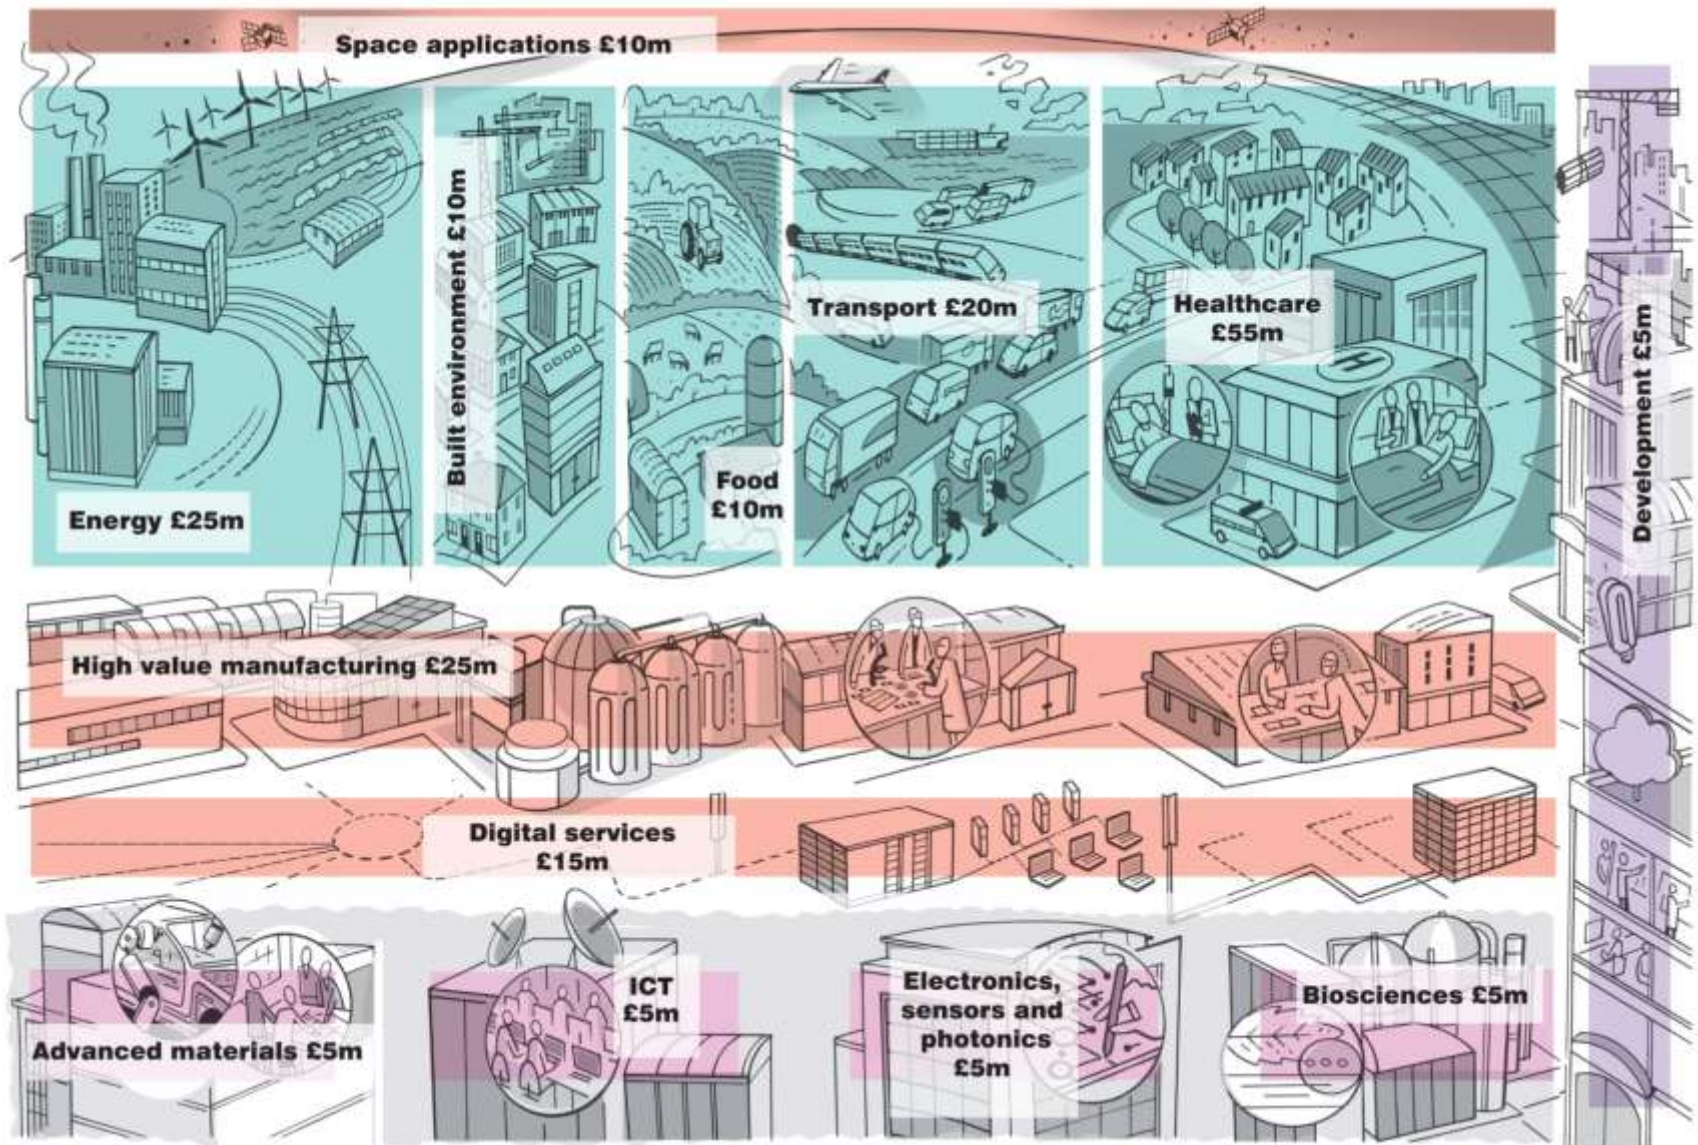 Space applications £10m
Built environment £10m
Transport £20m
Healthcare
£55m
Development £5m
Food
£10m
Energy £25m
High value manufacturing £25m
Digital services
£15m
Advanced materials £5m
ICT
£5m
Electronics,
sensors and
photonics
£5m
Biosciences £5m
H